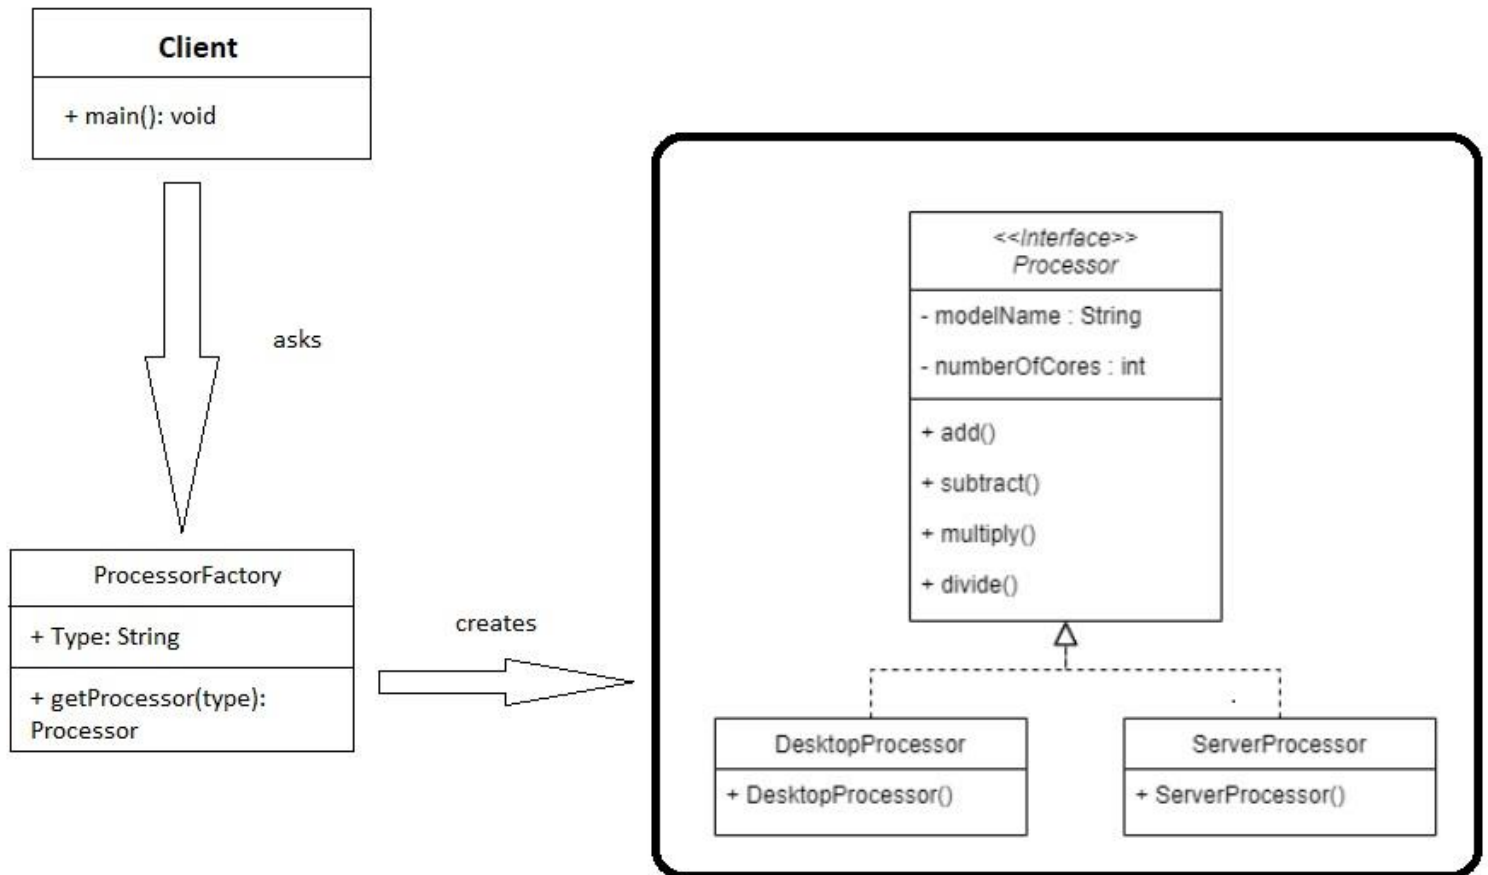 Client
+ main(): void
asks
ProcessorFactory
+ Type: String
+ getProcessor(type):
Processor
creates
<<Interface>>
Processor
- modelName : String
- numberOfCores : int
+ add()
+ subtract()
+ multiply()
+ divide()
DesktopProcessor
+ DesktopProcessor()
ServerProcessor
+ ServerProcessor()